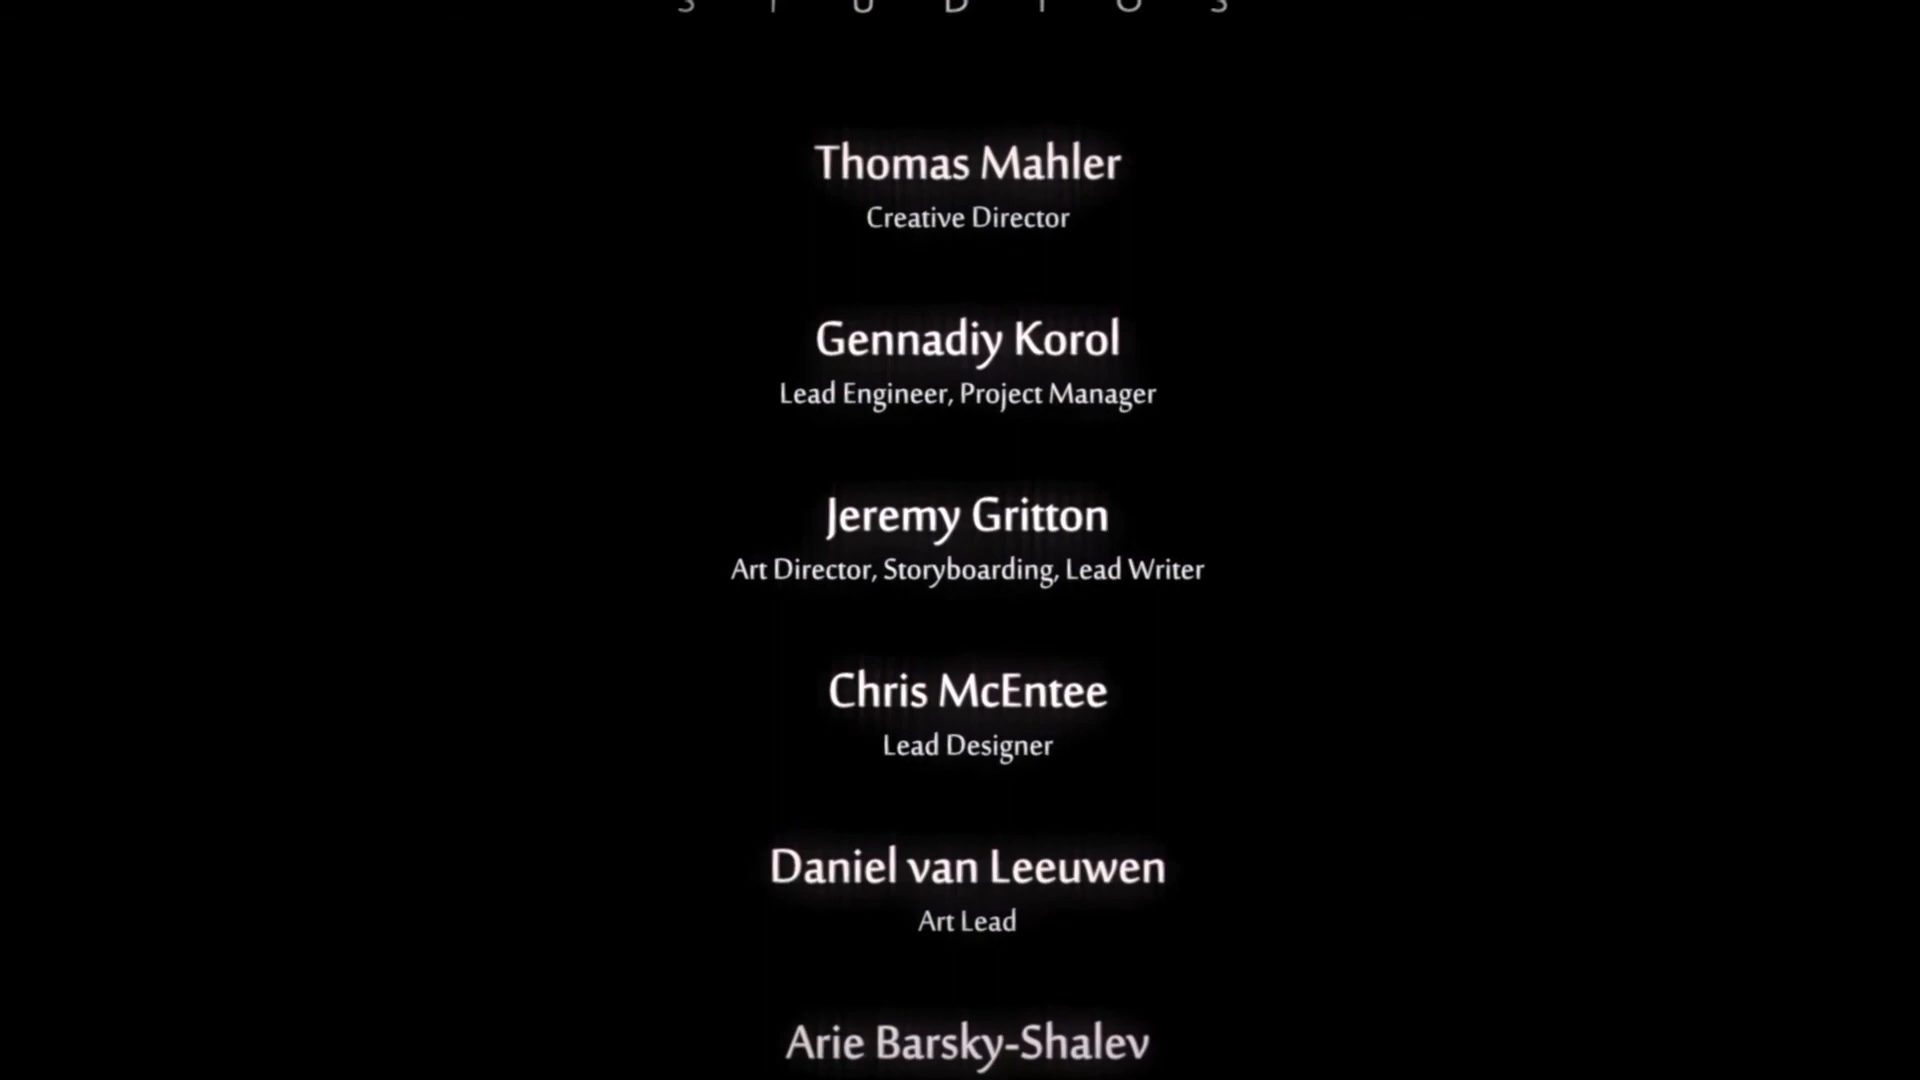 S T U D I O S
Thomas Mahler
Creative Director
Gennadiy Korol
Lead Engineer, Project Manager
Jeremy Gritton
Art Director, Storyboarding, Lead Writer
Chris McEntee
Lead Designer
Daniel van Leeuwen
Art Lead
Arie Barsky-Shalev